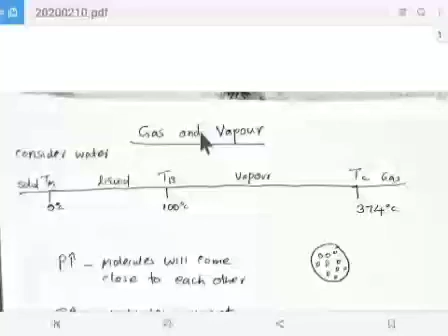 20200210.pdf
Gas and Vapour
consider water
solid Tm liquid TB vapour Tc Gas
0°c 100°c 374°c
P↑ – molecules will come
close to each other